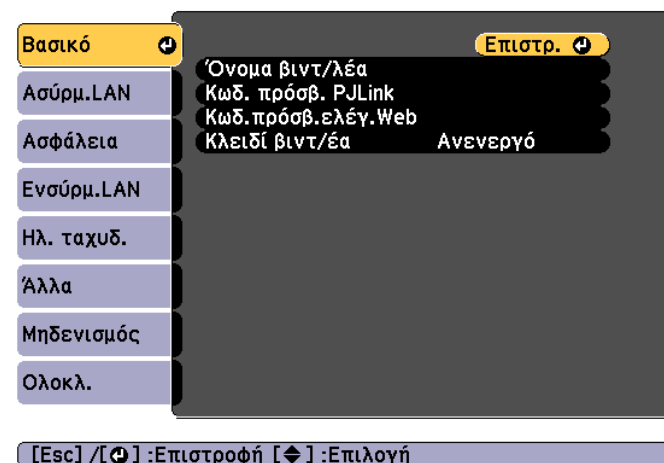 Βασικό
Επιστρ.
Όνομα βιντ/λέα
Ασύρμ.LAN
Κωδ. πρόσβ. PJLink
Κωδ.πρόσβ.ελέγ.Web
Ασφάλεια
Κλειδί βιντ/έα Ανενεργό
Ενσύρμ.LAN
Ηλ. ταχυδ.
Άλλα
Μηδενισμός
Ολοκλ.
[Esc] /[⏎] :Επιστροφή [◆] :Επιλογή